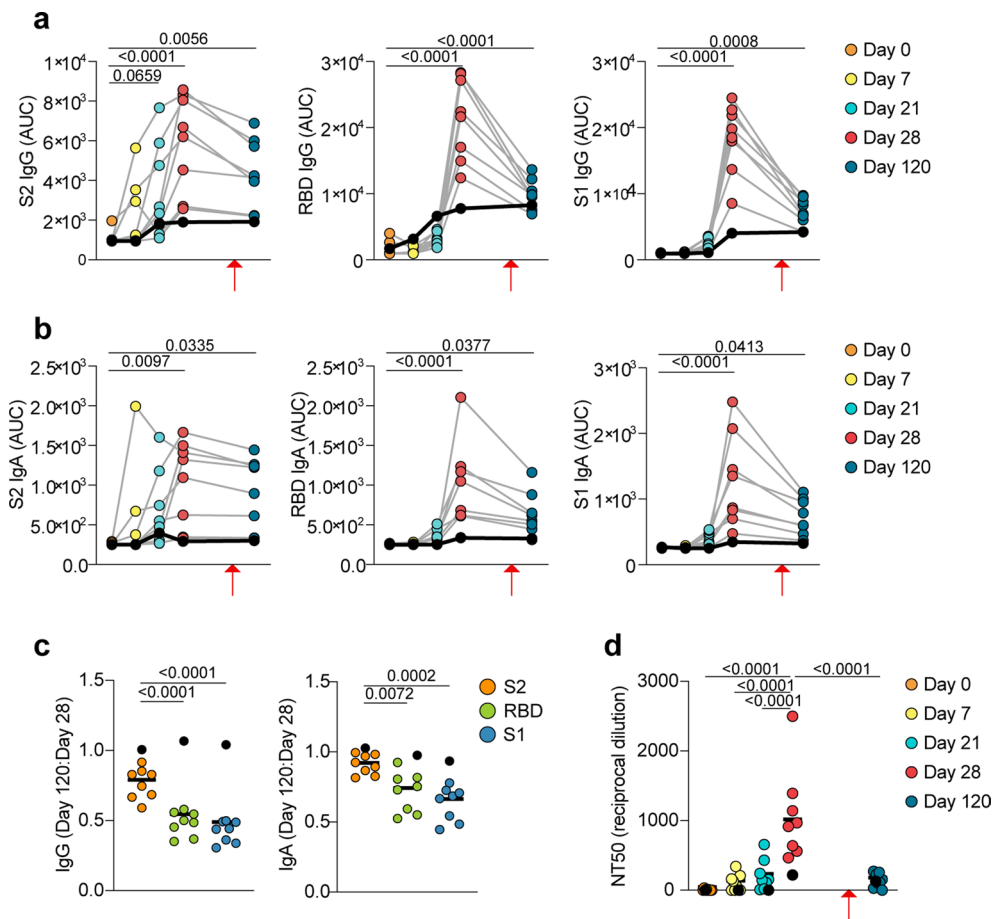 a
0.0056
<0.0001
0.0659
1×10⁴
8×10³
6×10³
4×10³
2×10³
0
S2 IgG (AUC)
<0.0001
<0.0001
3×10⁴
2×10⁴
1×10⁴
0
RBD IgG (AUC)
0.0008
<0.0001
3×10⁴
2×10⁴
1×10⁴
0
S1 IgG (AUC)
Day 0
Day 7
Day 21
Day 28
Day 120
b
0.0335
0.0097
2.5×10³
2.0×10³
1.5×10³
1.0×10³
5.0×10²
0.0
S2 IgA (AUC)
0.0377
<0.0001
2.5×10³
2.0×10³
1.5×10³
1.0×10³
5.0×10²
0.0
RBD IgA (AUC)
0.0413
<0.0001
3×10³
2×10³
1×10³
0
S1 IgA (AUC)
Day 0
Day 7
Day 21
Day 28
Day 120
c
<0.0001
<0.0001
1.5
1.0
0.5
0.0
IgG (Day 120:Day 28)
0.0002
0.0072
1.5
1.0
0.5
0.0
IgA (Day 120:Day 28)
S2
RBD
S1
d
<0.0001
<0.0001
<0.0001
<0.0001
3000
2000
1000
0
NT50 (reciprocal dilution)
Day 0
Day 7
Day 21
Day 28
Day 120